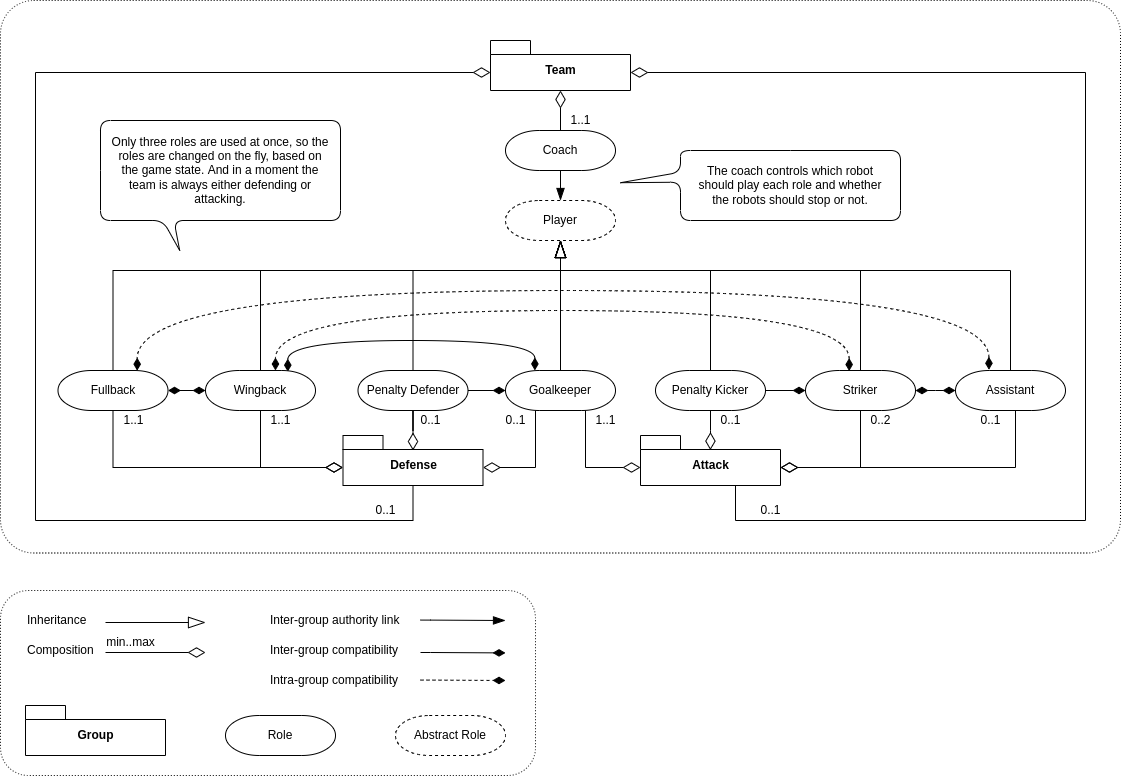 Team
1..1
Only three roles are used at once, so the
roles are changed on the fly, based on
the game state. And in a moment the
team is always either defending or
attacking.
Coach
The coach controls which robot
should play each role and whether
the robots should stop or not.
Player
Fullback
Wingback
Penalty Defender
Goalkeeper
Penalty Kicker
Striker
Assistant
1..1
1..1
0..1
0..1
1..1
0..1
0..2
0..1
Defense
Attack
0..1
0..1
Inheritance
Inter-group authority link
Composition
min..max
Inter-group compatibility
Intra-group compatibility
Group
Role
Abstract Role